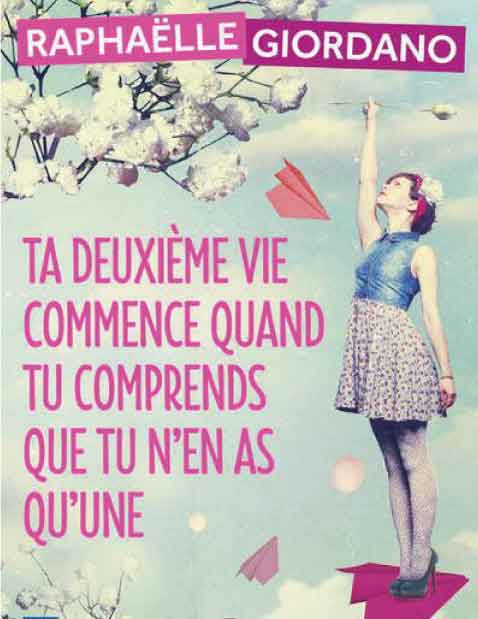 RAPHAËLLE GIORDANO
TA DEUXIÈME VIE
COMMENCE QUAND
TU COMPRENDS
QUE TU N'EN AS
QU'UNE